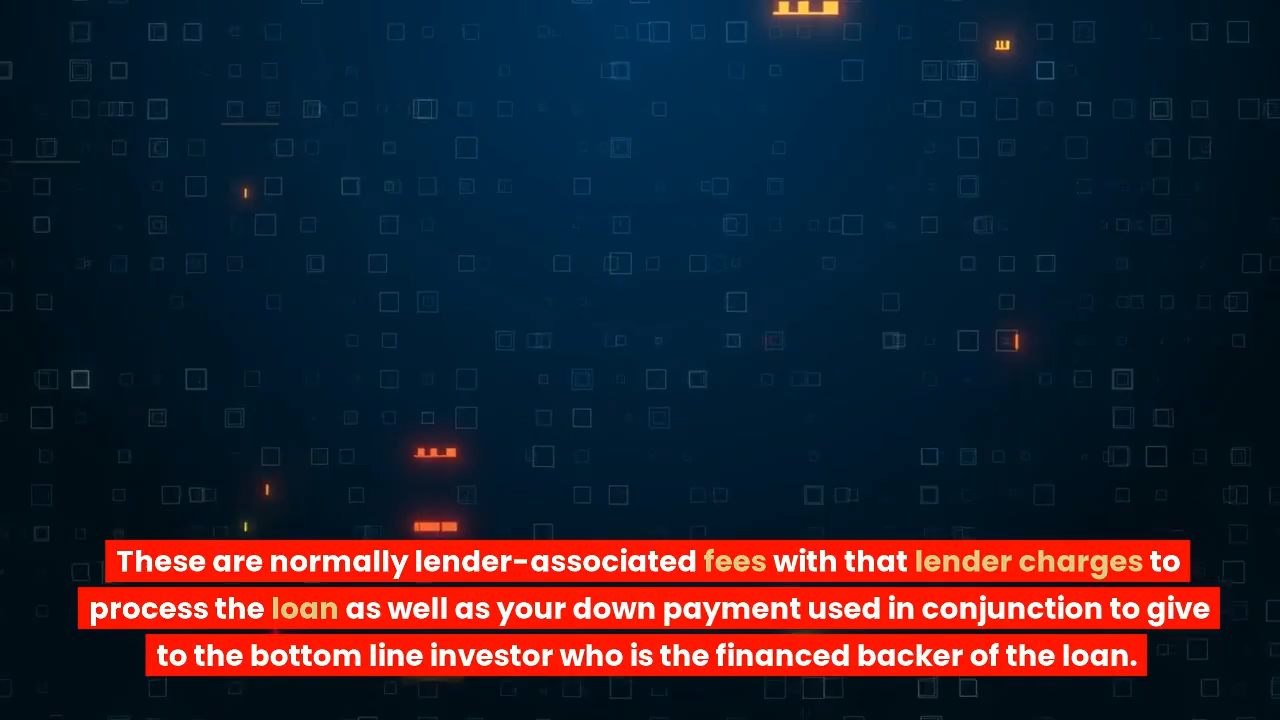 These are normally lender-associated fees with that lender charges to
process the loan as well as your down payment used in conjunction to give
to the bottom line investor who is the financed backer of the loan.